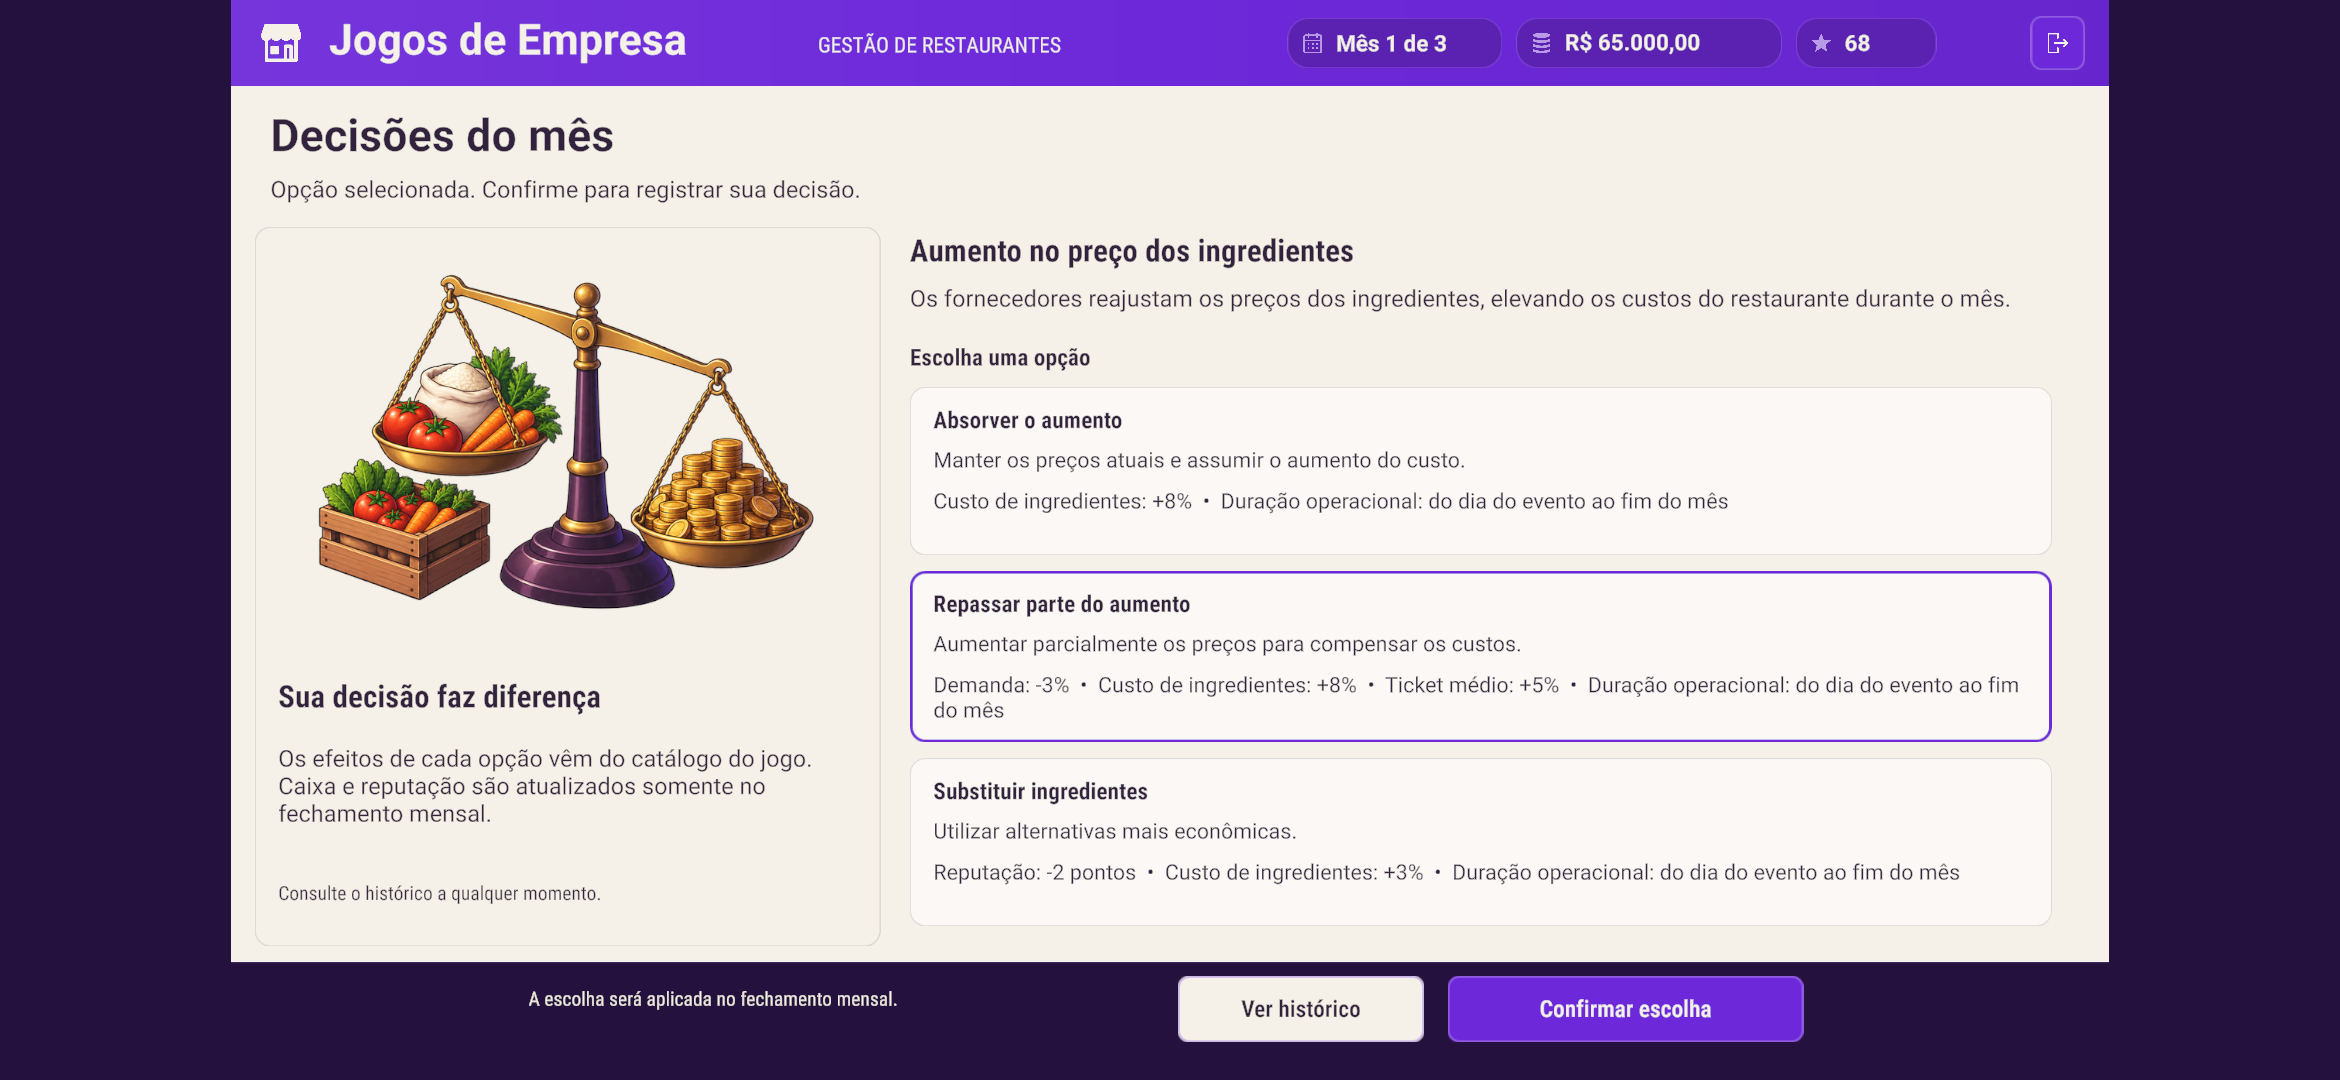 Jogos de Empresa
GESTÃO DE RESTAURANTES
Mês 1 de 3
R$ 65.000,00
68
Decisões do mês
Opção selecionada. Confirme para registrar sua decisão.
Sua decisão faz diferença
Os efeitos de cada opção vêm do catálogo do jogo.
Caixa e reputação são atualizados somente no
fechamento mensal.
Consulte o histórico a qualquer momento.
Aumento no preço dos ingredientes
Os fornecedores reajustam os preços dos ingredientes, elevando os custos do restaurante durante o mês.
Escolha uma opção
Absorver o aumento
Manter os preços atuais e assumir o aumento do custo.
Custo de ingredientes: +8% • Duração operacional: do dia do evento ao fim do mês
Repassar parte do aumento
Aumentar parcialmente os preços para compensar os custos.
Demanda: -3% • Custo de ingredientes: +8% • Ticket médio: +5% • Duração operacional: do dia do evento ao fim
do mês
Substituir ingredientes
Utilizar alternativas mais econômicas.
Reputação: -2 pontos • Custo de ingredientes: +3% • Duração operacional: do dia do evento ao fim do mês
A escolha será aplicada no fechamento mensal.
Ver histórico
Confirmar escolha